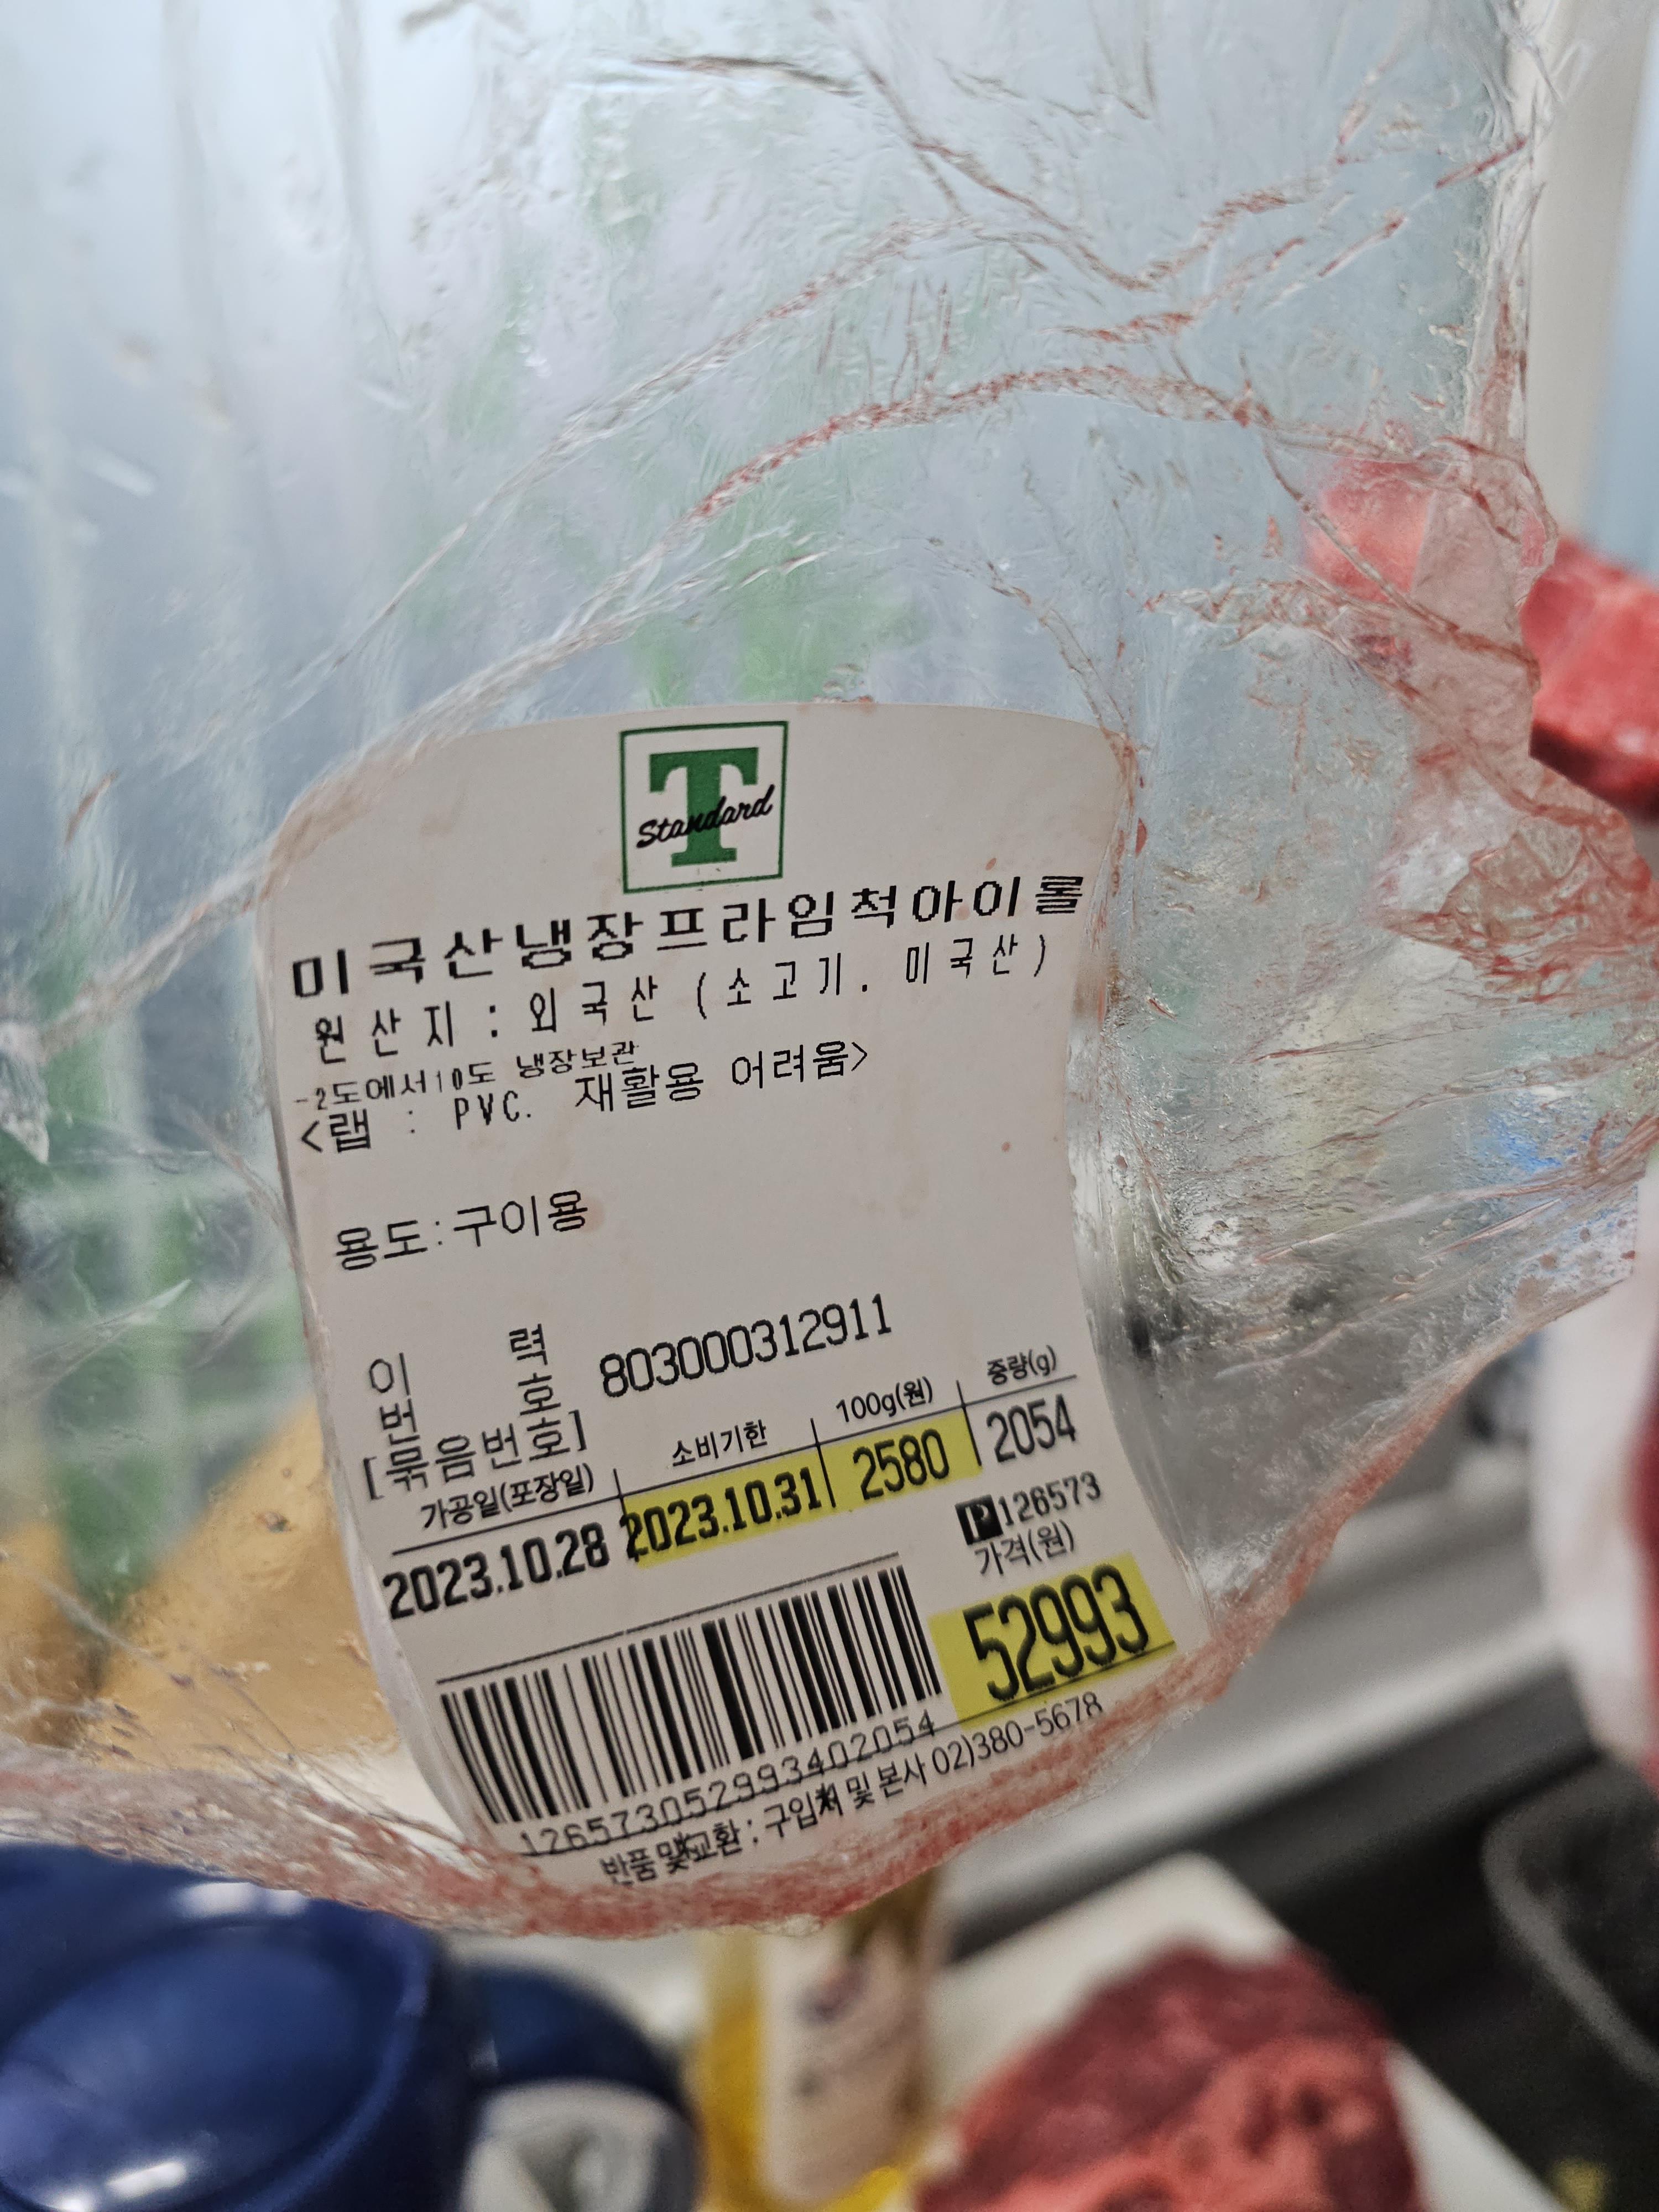 T
Standard
미국산냉장프라임척아이롤
원산지 : 외국산 (소고기. 미국산)
-2도에서10도 냉장보관
<랩 : PVC. 재활용 어려움>
용도:구이용
이력번호 803000312911
[묶음번호]
가공일(포장일) 소비기한 100g(원) 중량(g)
2023.10.28 2023.10.31 2580 2054
P126573
가격(원)
52993
126573052993402054
반품 및 교환 : 구입처 및 본사 02)380-5678